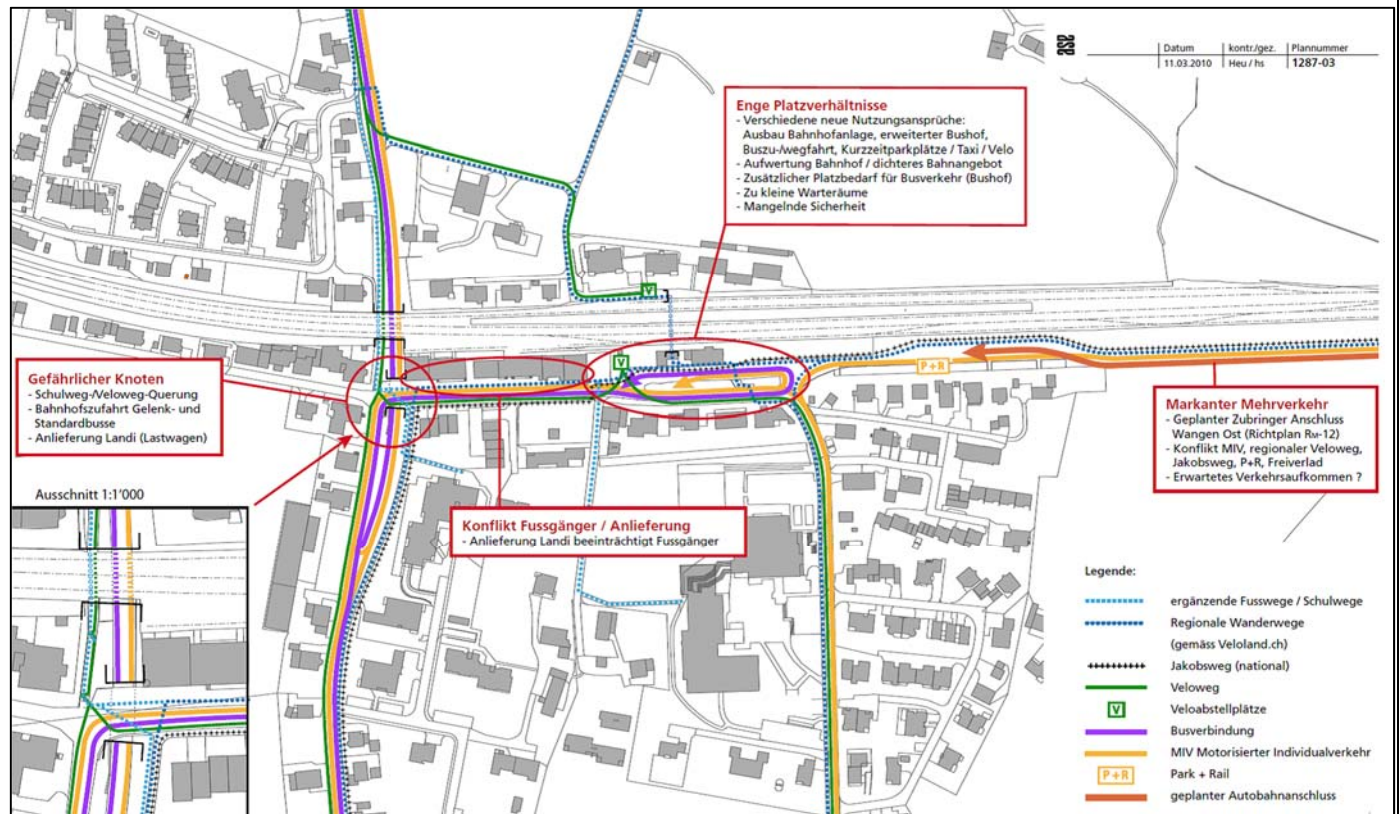 asa
Datum kontr./gez. Plannummer
11.03.2010 Heu / hs 1287-03
Enge Platzverhältnisse
- Verschiedene neue Nutzungsansprüche:
Ausbau Bahnhofanlage, erweiterter Bushof,
Buszu-/wegfahrt, Kurzzeitparkplätze / Taxi / Velo
- Aufwertung Bahnhof / dichteres Bahnangebot
- Zusätzlicher Platzbedarf für Busverkehr (Bushof)
- Zu kleine Warteräume
- Mangelnde Sicherheit
V
V
P+R
Gefährlicher Knoten
- Schulweg-/Veloweg-Querung
- Bahnhofszufahrt Gelenk- und
Standardbusse
- Anlieferung Landi (Lastwagen)
Markanter Mehrverkehr
- Geplanter Zubringer Anschluss
Wangen Ost (Richtplan RM-12)
- Konflikt MIV, regionaler Veloweg,
Jakobsweg, P+R, Freiverlad
- Erwartetes Verkehrsaufkommen ?
Ausschnitt 1:1'000
Konflikt Fussgänger / Anlieferung
- Anlieferung Landi beeinträchtigt Fussgänger
Legende:
ergänzende Fusswege / Schulwege
Regionale Wanderwege
(gemäss Veloland.ch)
Jakobsweg (national)
Veloweg
V Veloabstellplätze
Busverbindung
MIV Motorisierter Individualverkehr
P+R Park + Rail
geplanter Autobahnanschluss